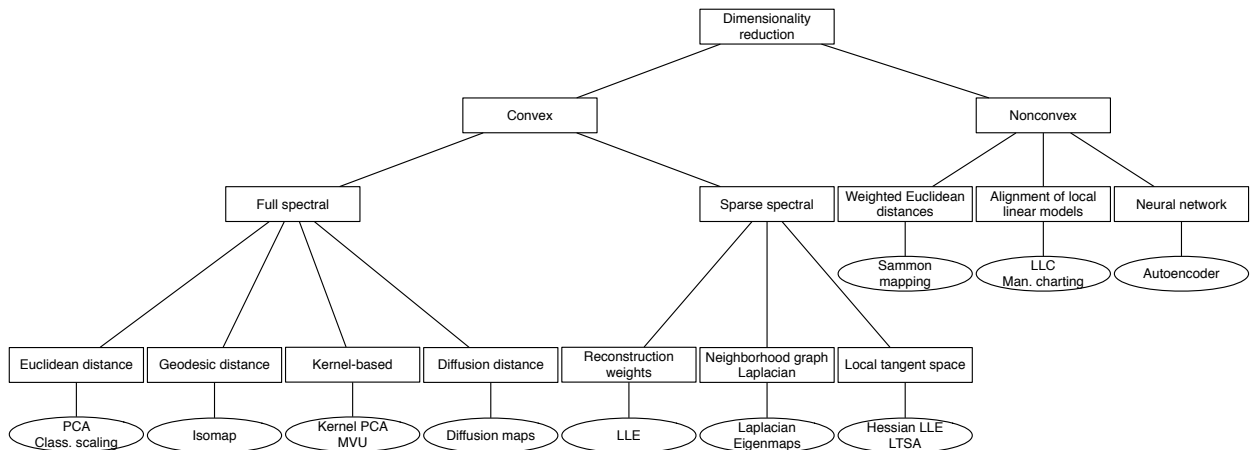 Dimensionality
reduction
Convex
Nonconvex
Full spectral
Sparse spectral
Weighted Euclidean
distances
Alignment of local
linear models
Neural network
Sammon
mapping
LLC
Man. charting
Autoencoder
Euclidean distance
Geodesic distance
Kernel-based
Diffusion distance
Reconstruction
weights
Neighborhood graph
Laplacian
Local tangent space
PCA
Class. scaling
Isomap
Kernel PCA
MVU
Diffusion maps
LLE
Laplacian
Eigenmaps
Hessian LLE
LTSA